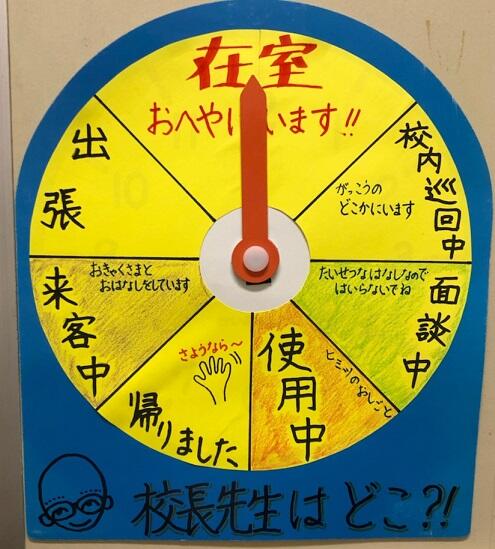 在室
おへやにいます!!
校内巡回中
がっこうの
どこかにいます
面談中
たいせつなはなしなので
はいらないでね
使用中
ヒミツのおしごと
さようなら〜
帰りました
来客中
おきゃくさまと
おはなしをしています
出張
校長先生はどこ?!